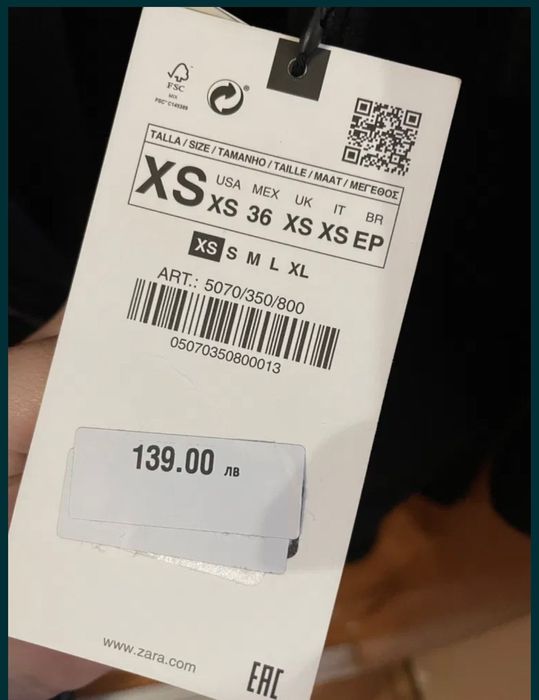 FSC
MIX
FSC® C145389
®
TALLA / SIZE / TAMANHO / TAILLE / MAAT / ΜΕΓΕΘΟΣ
XS
USA MEX UK IT BR
XS 36 XS XS EP
XS S M L XL
ART.: 5070/350/800
05070350800013
139.00 лв
www.zara.com
EAC